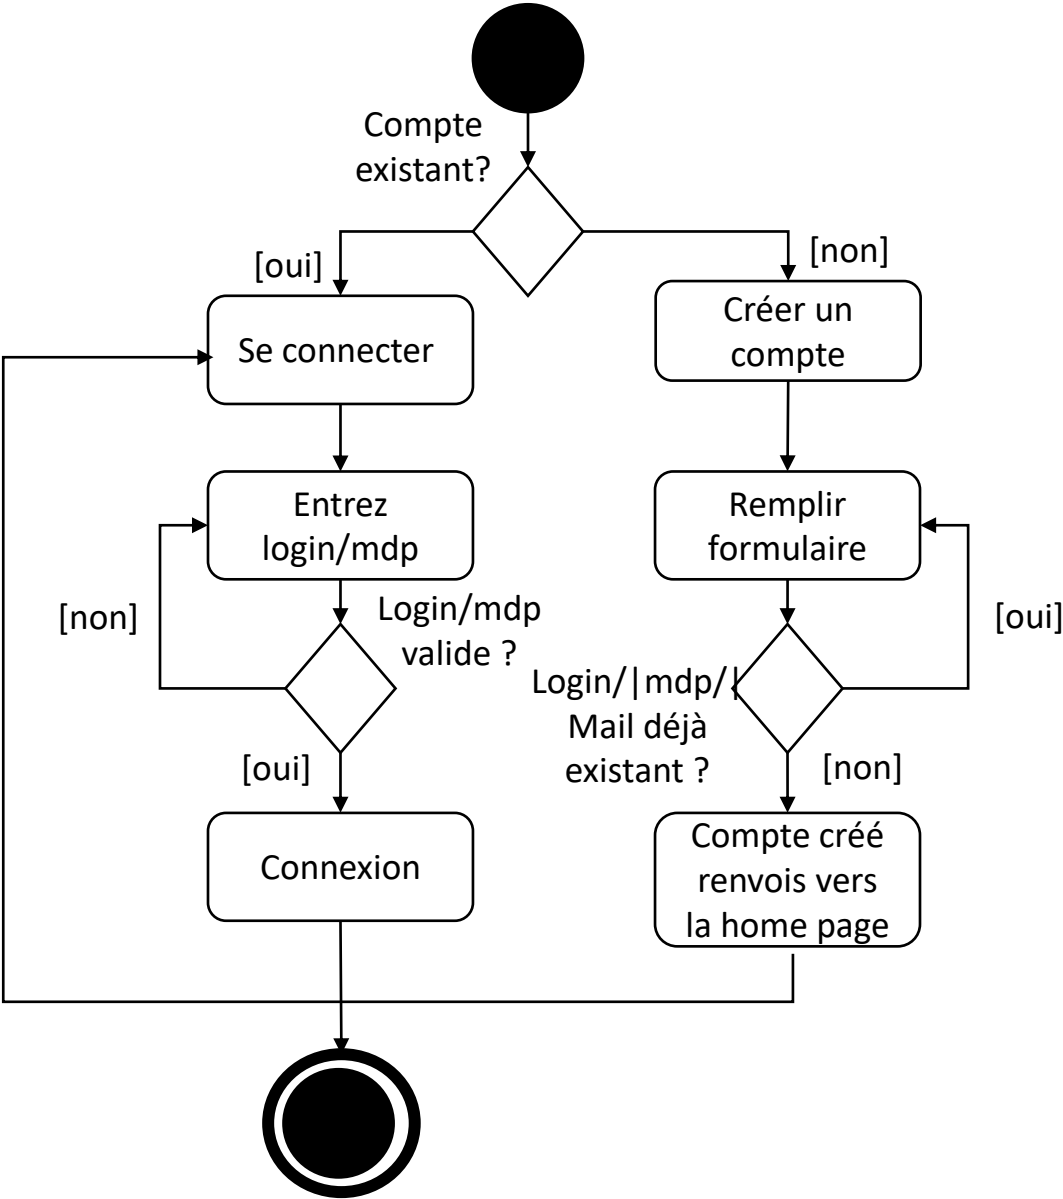 Compte
existant?
[oui]
[non]
Se connecter
Créer un
compte
Entrez
login/mdp
Remplir
formulaire
[non]
Login/mdp
valide ?
[oui]
Login/|mdp/|
Mail déjà
existant ?
[oui]
[non]
Connexion
Compte créé
renvois vers
la home page